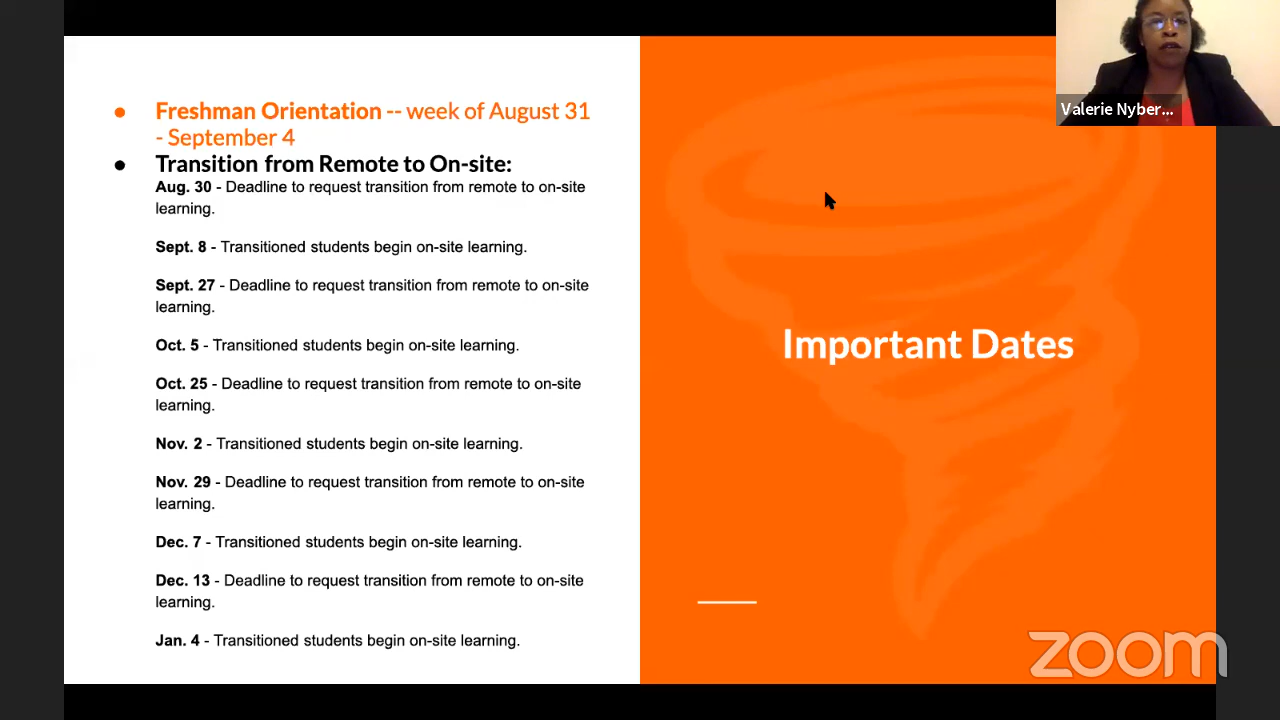 Freshman Orientation -- week of August 31
- September 4
Transition from Remote to On-site:
Aug. 30 - Deadline to request transition from remote to on-site
learning.
Sept. 8 - Transitioned students begin on-site learning.
Sept. 27 - Deadline to request transition from remote to on-site
learning.
Oct. 5 - Transitioned students begin on-site learning.
Oct. 25 - Deadline to request transition from remote to on-site
learning.
Nov. 2 - Transitioned students begin on-site learning.
Nov. 29 - Deadline to request transition from remote to on-site
learning.
Dec. 7 - Transitioned students begin on-site learning.
Dec. 13 - Deadline to request transition from remote to on-site
learning.
Jan. 4 - Transitioned students begin on-site learning.
Important Dates
Valerie Nyber...
zoom